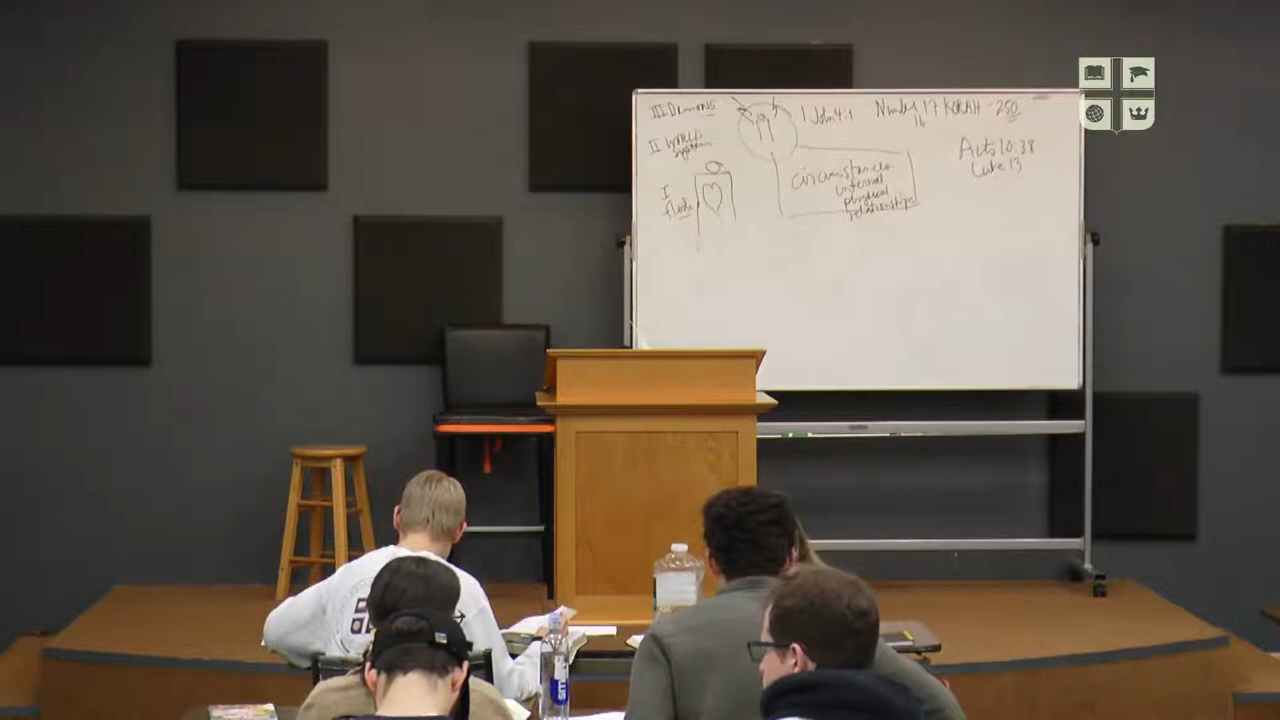 III DEMONS
1 John 4:1
Number 17 KORAH - 250
16
II WORLD
system
Acts 10:38
Luke 13
circumstances
internal
physical
relationships
I
flesh